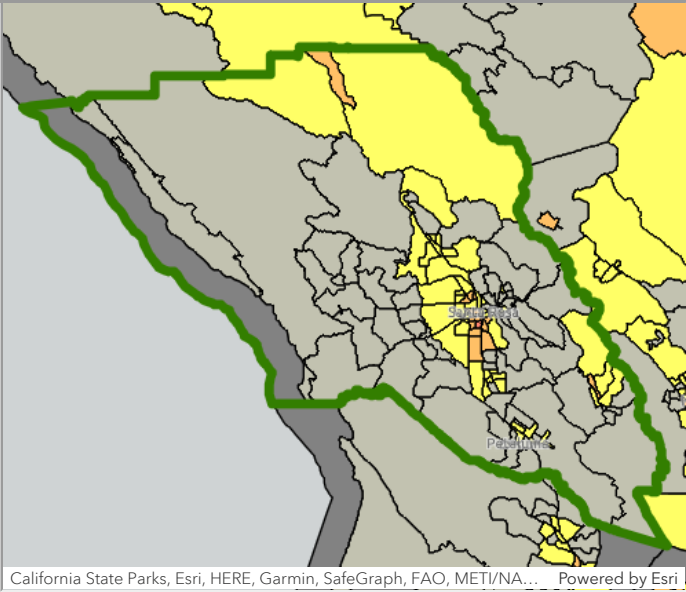 Santa Rosa
Petaluma
California State Parks, Esri, HERE, Garmin, SafeGraph, FAO, METI/NA... Powered by Esri